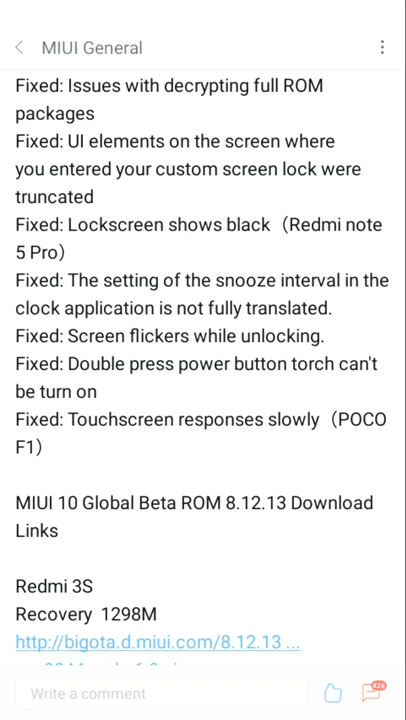 MIUI General
Fixed: Issues with decrypting full ROM
packages
Fixed: UI elements on the screen where
you entered your custom screen lock were
truncated
Fixed: Lockscreen shows black（Redmi note
5 Pro）
Fixed: The setting of the snooze interval in the
clock application is not fully translated.
Fixed: Screen flickers while unlocking.
Fixed: Double press power button torch can't
be turn on
Fixed: Touchscreen responses slowly（POCO
F1）
MIUI 10 Global Beta ROM 8.12.13 Download
Links
Redmi 3S
Recovery 1298M
http://bigota.d.miui.com/8.12.13 ...
Write a comment
426